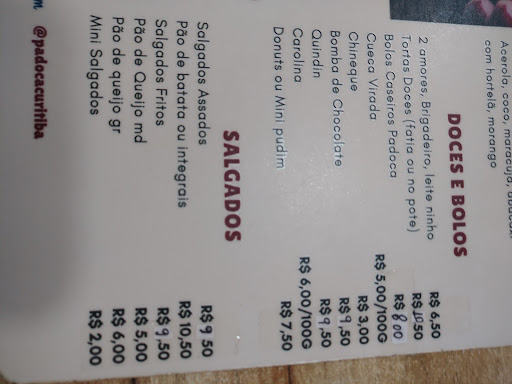 Acerola, coco, maracujá, abacaxi
com hortelã, morango
DOCES E BOLOS
2 amores, Brigadeiro, leite ninho R$ 6,50
Tortas Doces (fatia ou no pote) R$ 10,50
Bolos Caseiros Padoca R$ 8,00
Cueca Virada R$ 5,00/100G
Chineque R$ 3,00
Bomba de Chocolate R$ 9,50
Quindin R$ 9,50
Carolina R$ 6,00/100G
Donuts ou Mini pudim R$ 7,50
SALGADOS
Salgados Assados R$ 9,50
Pão de batata ou integrais R$ 10,50
Salgados Fritos R$ 9,50
Pão de Queijo md R$ 5,00
Pão de queijo gr R$ 6,00
Mini Salgados R$ 2,00
@padocacuritiba